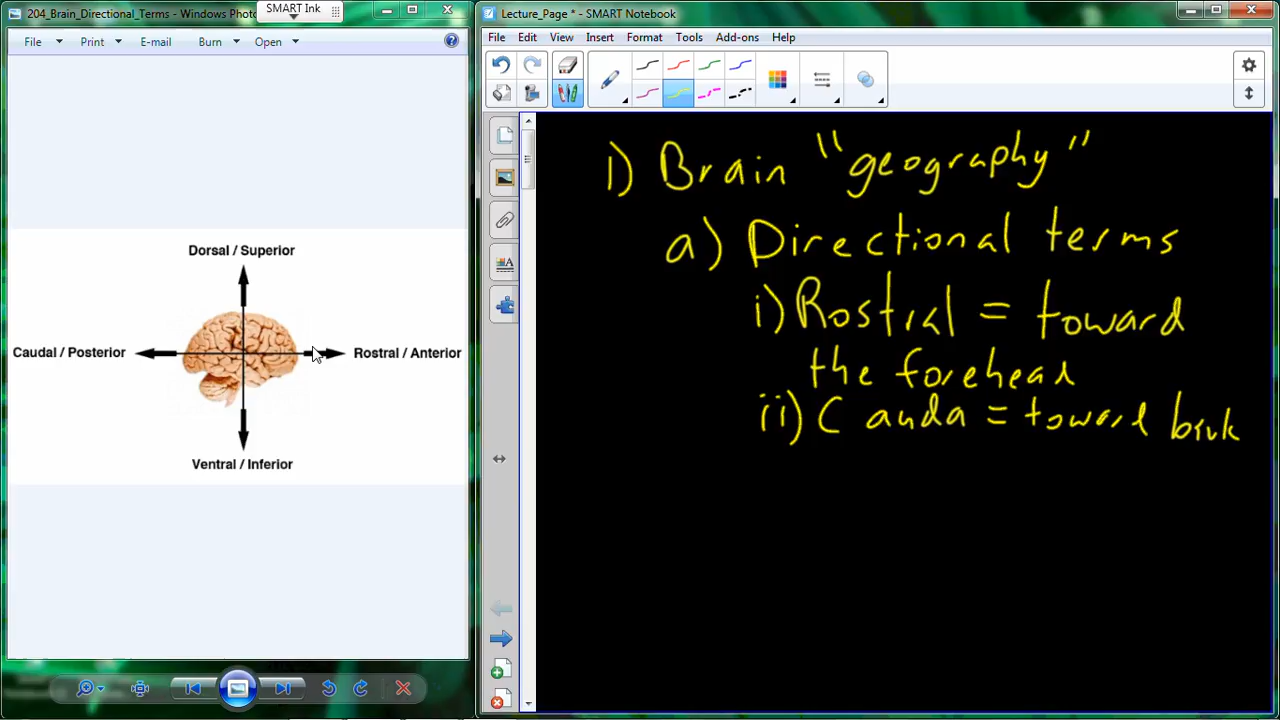 204_Brain_Directional_Terms - Windows Phot
SMART Ink
File Print E-mail Burn Open
Dorsal / Superior
Caudal / Posterior
Rostral / Anterior
Ventral / Inferior
Lecture_Page * - SMART Notebook
File Edit View Insert Format Tools Add-ons Help
1) Brain "geography"
a) Directional terms
i) Rostral = toward
the forehead
ii) Cauda = toward back